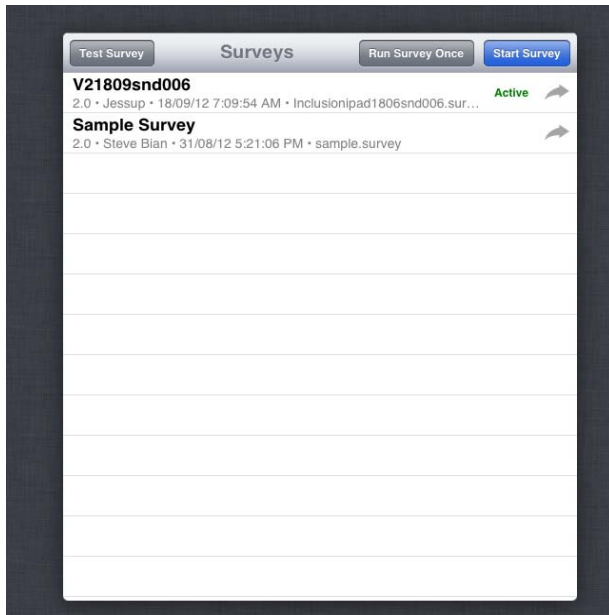 Test Survey Surveys Run Survey Once Start Survey
V21809snd006
2.0 • Jessup • 18/09/12 7:09:54 AM • Inclusionipad1806snd006.sur...
Active
Sample Survey
2.0 • Steve Bian • 31/08/12 5:21:06 PM • sample.survey